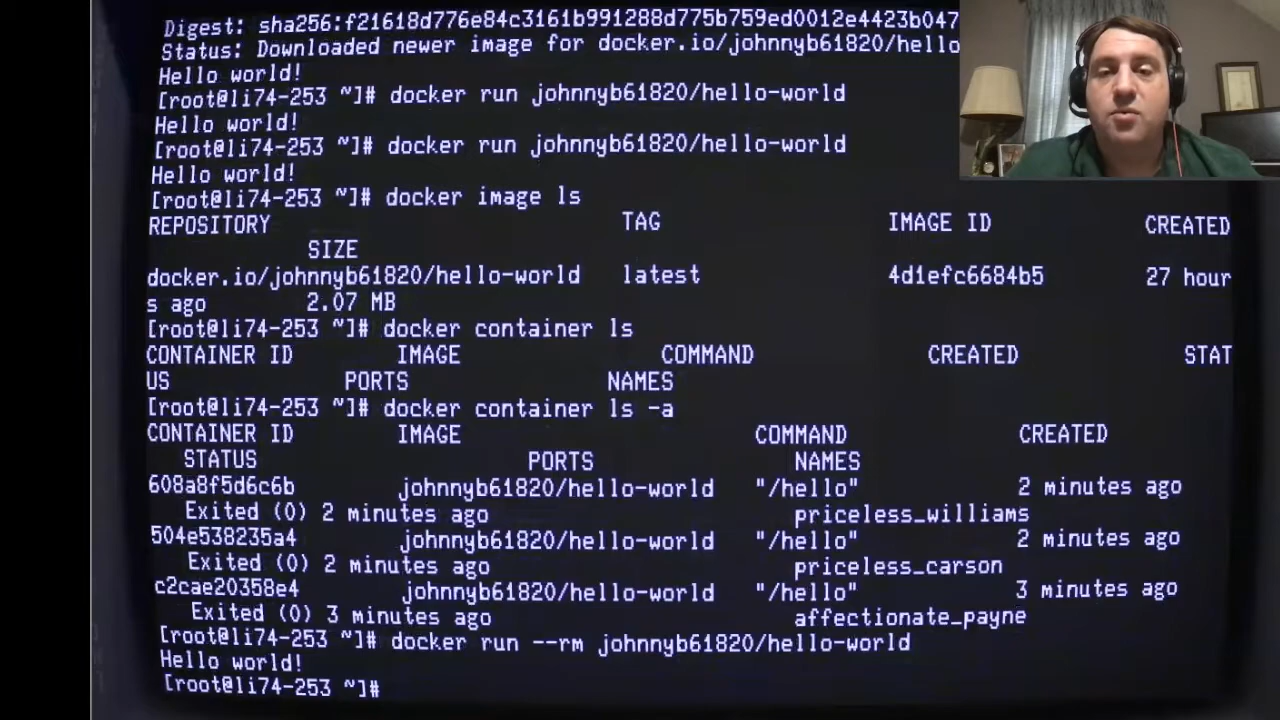 Digest: sha256:f21618d776e84c3161b991288d775b759ed0012e4423b047
Status: Downloaded newer image for docker.io/johnnyb61820/hello
Hello world!
[root@li74-253 ~]# docker run johnnyb61820/hello-world
Hello world!
[root@li74-253 ~]# docker run johnnyb61820/hello-world
Hello world!
[root@li74-253 ~]# docker image ls
REPOSITORY TAG IMAGE ID CREATED
SIZE
docker.io/johnnyb61820/hello-world latest 4d1efc6684b5 27 hour
s ago 2.07 MB
[root@li74-253 ~]# docker container ls
CONTAINER ID IMAGE COMMAND CREATED STAT
US PORTS NAMES
[root@li74-253 ~]# docker container ls -a
CONTAINER ID IMAGE COMMAND CREATED
STATUS PORTS NAMES
608a8f5d6c6b johnnyb61820/hello-world "/hello" 2 minutes ago
Exited (0) 2 minutes ago priceless_williams
504e538235a4 johnnyb61820/hello-world "/hello" 2 minutes ago
Exited (0) 2 minutes ago priceless_carson
c2cae20358e4 johnnyb61820/hello-world "/hello" 3 minutes ago
Exited (0) 3 minutes ago affectionate_payne
[root@li74-253 ~]# docker run --rm johnnyb61820/hello-world
Hello world!
[root@li74-253 ~]#